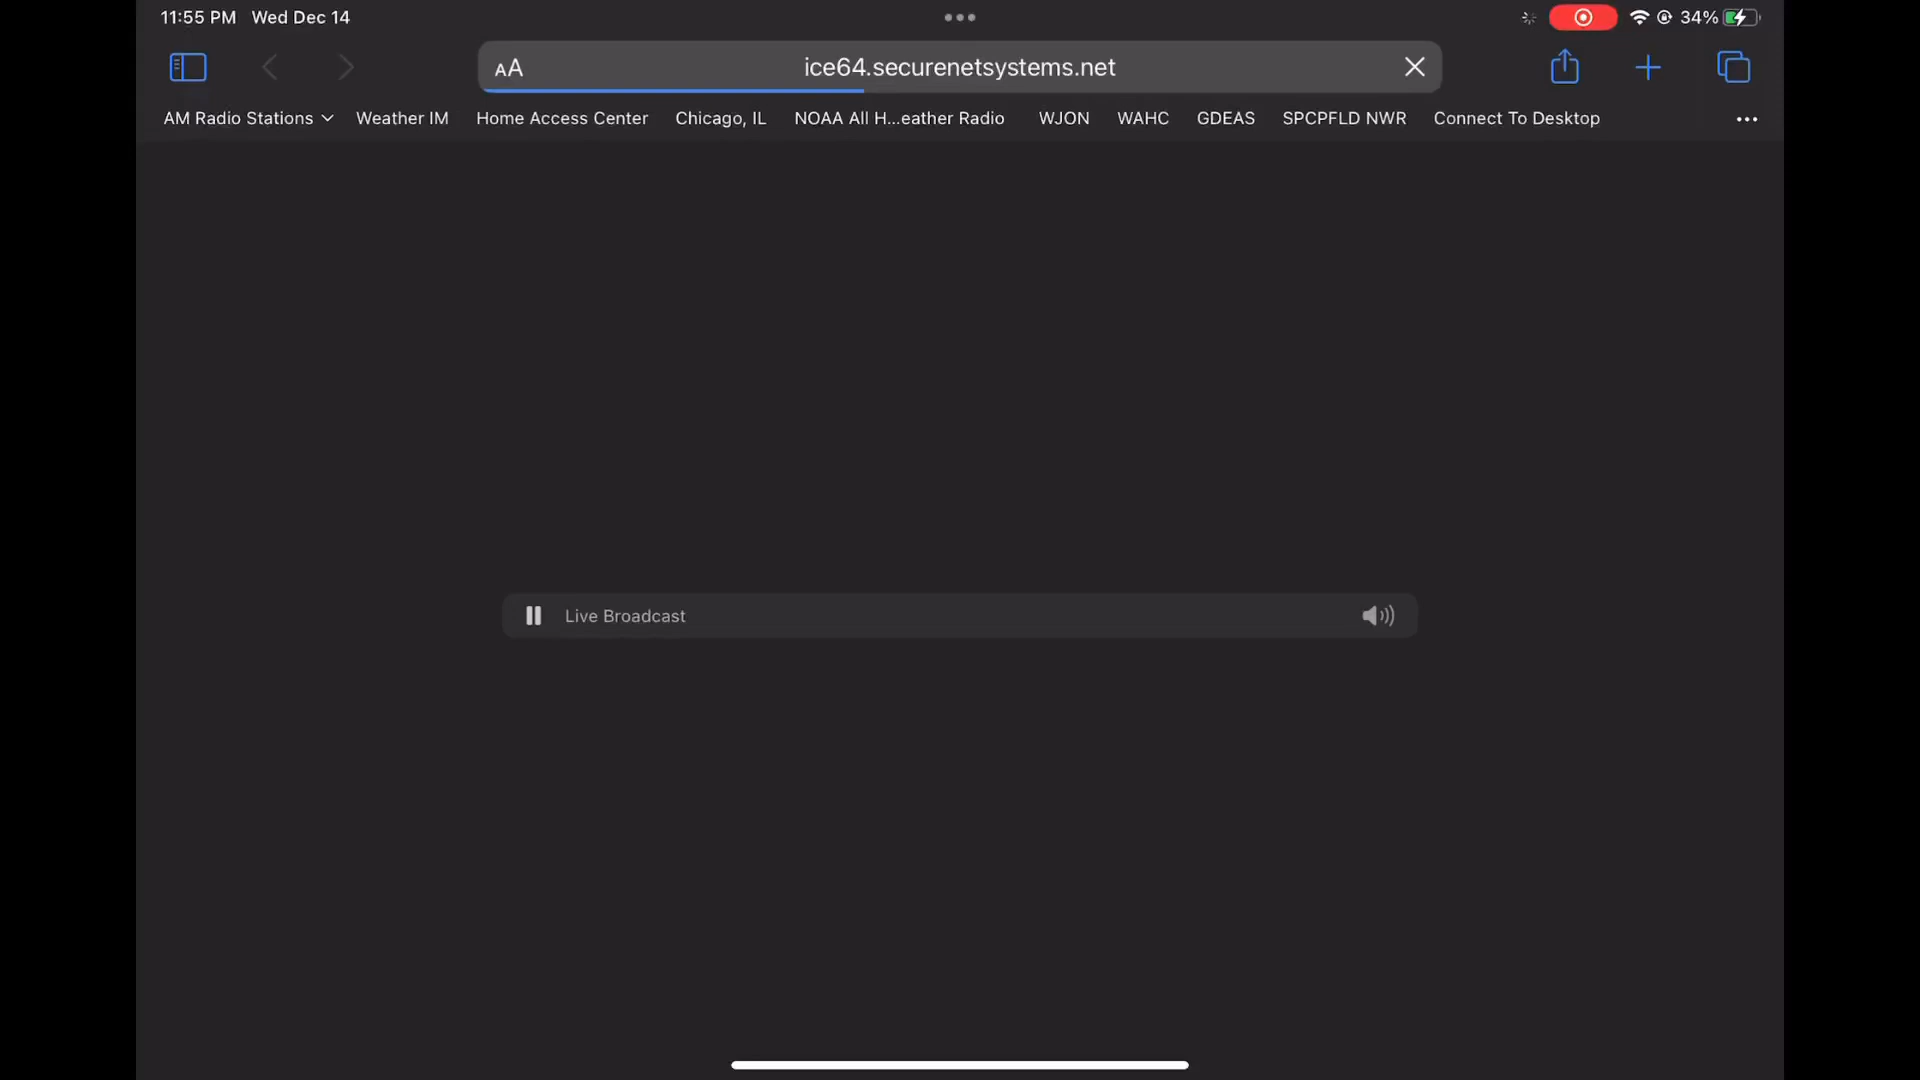 11:55 PM Wed Dec 14
34%
AA ice64.securenetsystems.net
AM Radio Stations Weather IM Home Access Center Chicago, IL NOAA All H...eather Radio WJON WAHC GDEAS SPCPFLD NWR Connect To Desktop
Live Broadcast